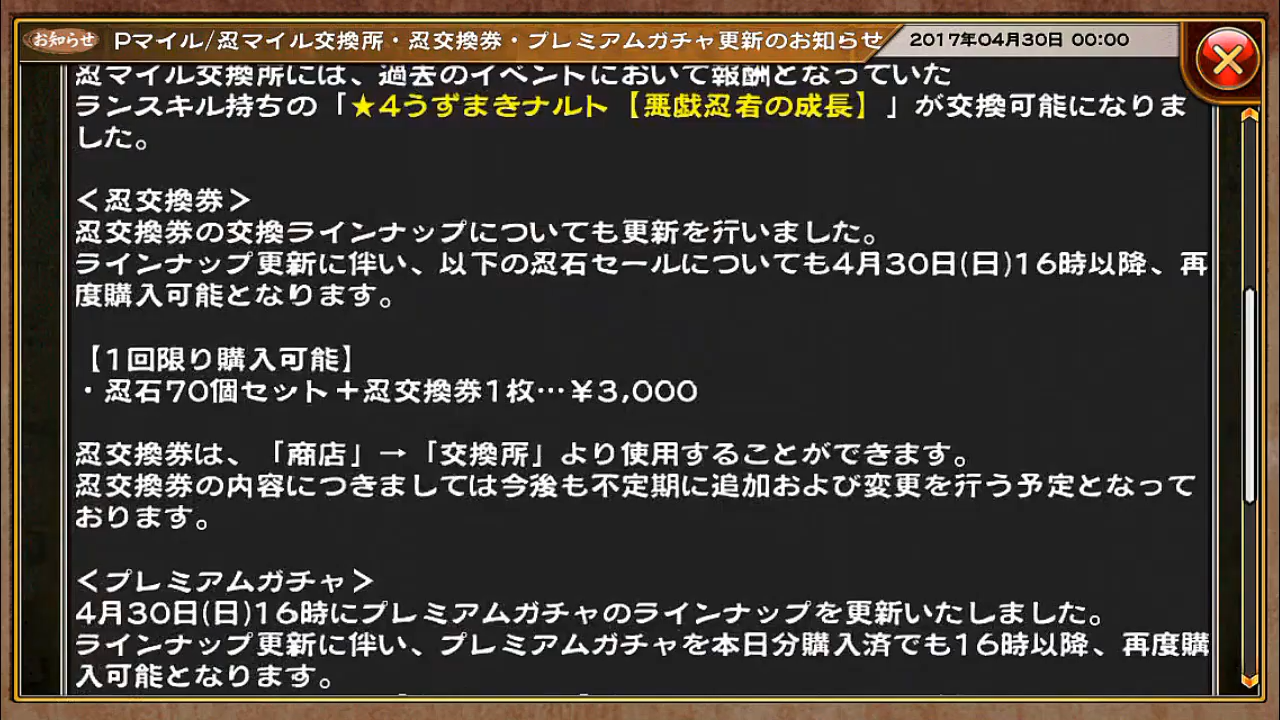 お知らせ Pマイル/忍マイル交換所・忍交換券・プレミアムガチャ更新のお知らせ 2017年04月30日 00:00
忍マイル交換所には、過去のイベントにおいて報酬となっていた
ランスキル持ちの「★4うずまきナルト【悪戯忍者の成長】」が交換可能になりま
した。
＜忍交換券＞
忍交換券の交換ラインナップについても更新を行いました。
ラインナップ更新に伴い、以下の忍石セールについても4月30日(日)16時以降、再
度購入可能となります。
【1回限り購入可能】
・忍石70個セット＋忍交換券1枚…￥3,000
忍交換券は、「商店」→「交換所」より使用することができます。
忍交換券の内容につきましては今後も不定期に追加および変更を行う予定となって
おります。
＜プレミアムガチャ＞
4月30日(日)16時にプレミアムガチャのラインナップを更新いたしました。
ラインナップ更新に伴い、プレミアムガチャを本日分購入済でも16時以降、再度購
入可能となります。